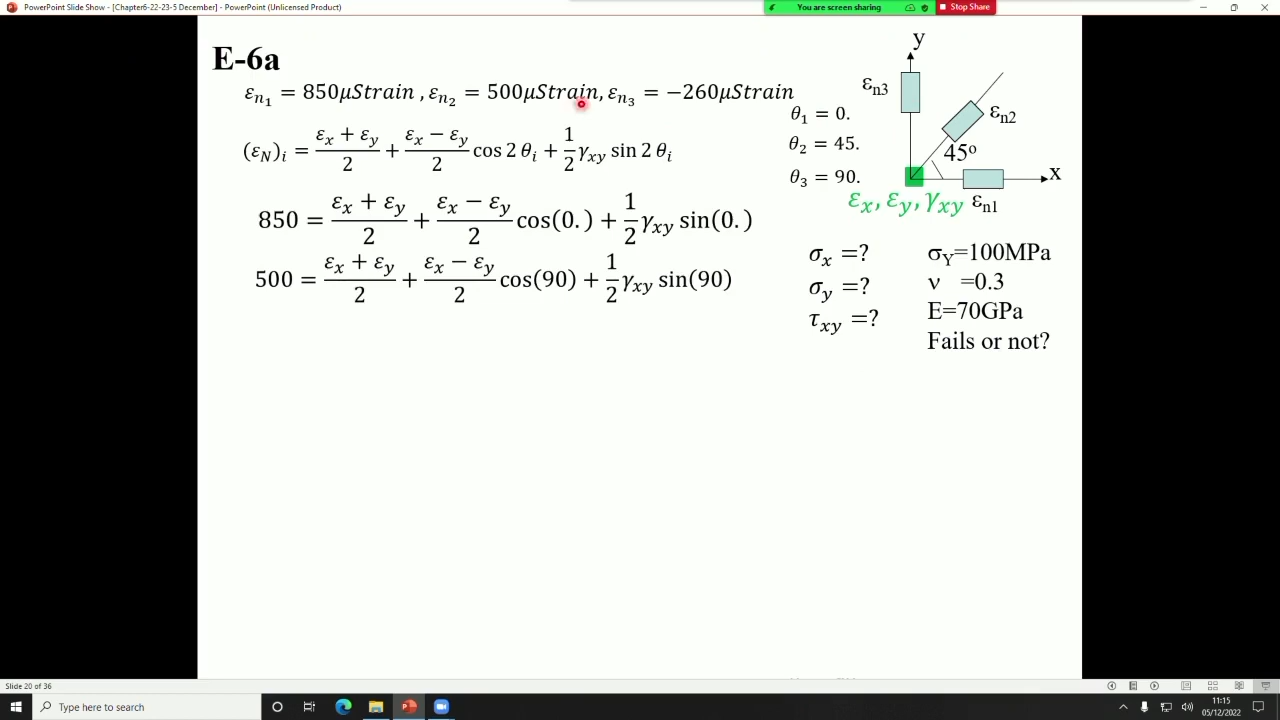 PowerPoint Slide Show - [Chapter6-22-23-5 December] - PowerPoint (Unlicensed Product)
You are screen sharing
Stop Share
E-6a
εn1 = 850μStrain , εn2 = 500μStrain, εn3 = −260μStrain
(εN)i = (εx + εy)/2 + (εx − εy)/2 cos 2 θi + 1/2 γxy sin 2 θi
850 = (εx + εy)/2 + (εx − εy)/2 cos(0. ) + 1/2 γxy sin(0. )
500 = (εx + εy)/2 + (εx − εy)/2 cos(90) + 1/2 γxy sin(90)
θ1 = 0.
θ2 = 45.
θ3 = 90.
y
εn3
εn2
45o
x
εx, εy, γxy
εn1
σx =?
σy =?
τxy =?
σY=100MPa
ν =0.3
E=70GPa
Fails or not?
Slide 20 of 36
Type here to search
11:15
05/12/2022